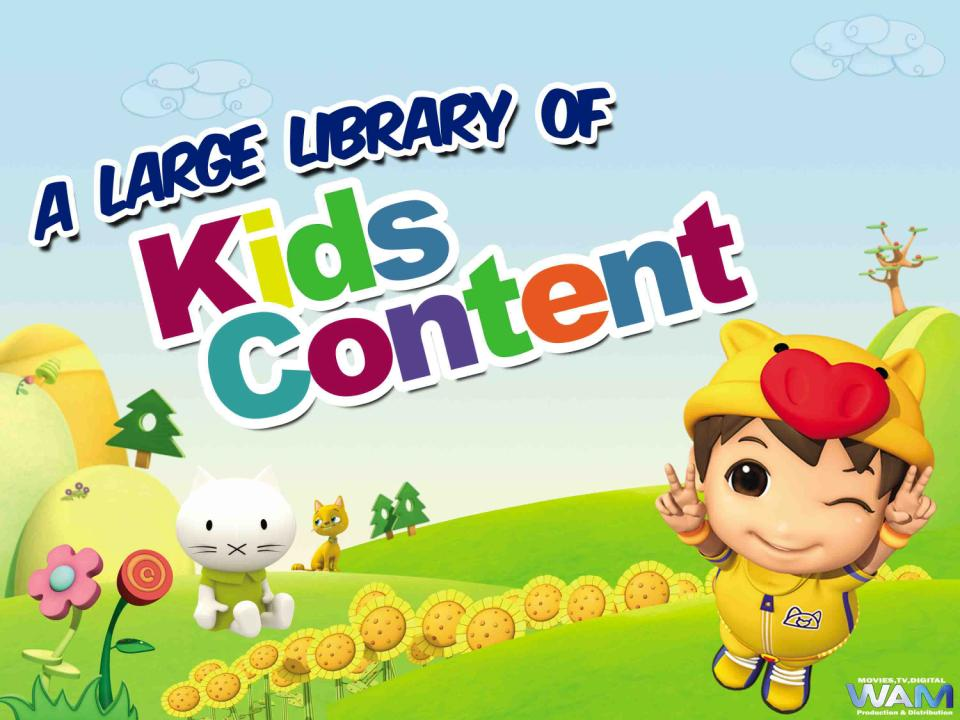 A LARGE LIBRARY OF
Kids
Content
MOVIES,TV,DIGITAL
WAM
Production & Distribution